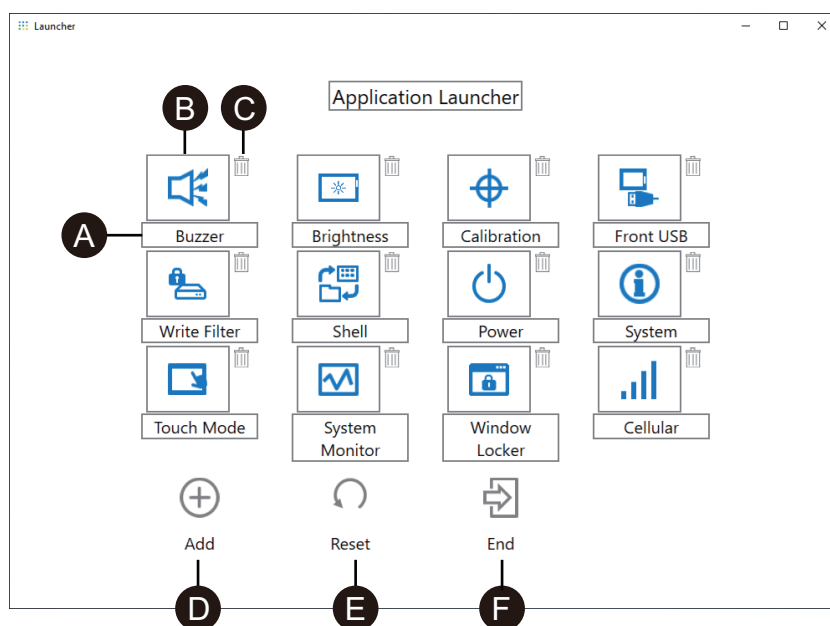 Launcher
Application Launcher
B
C
A
Buzzer
Brightness
Calibration
Front USB
Write Filter
Shell
Power
System
Touch Mode
System
Monitor
Window
Locker
Cellular
Add
Reset
End
D
E
F